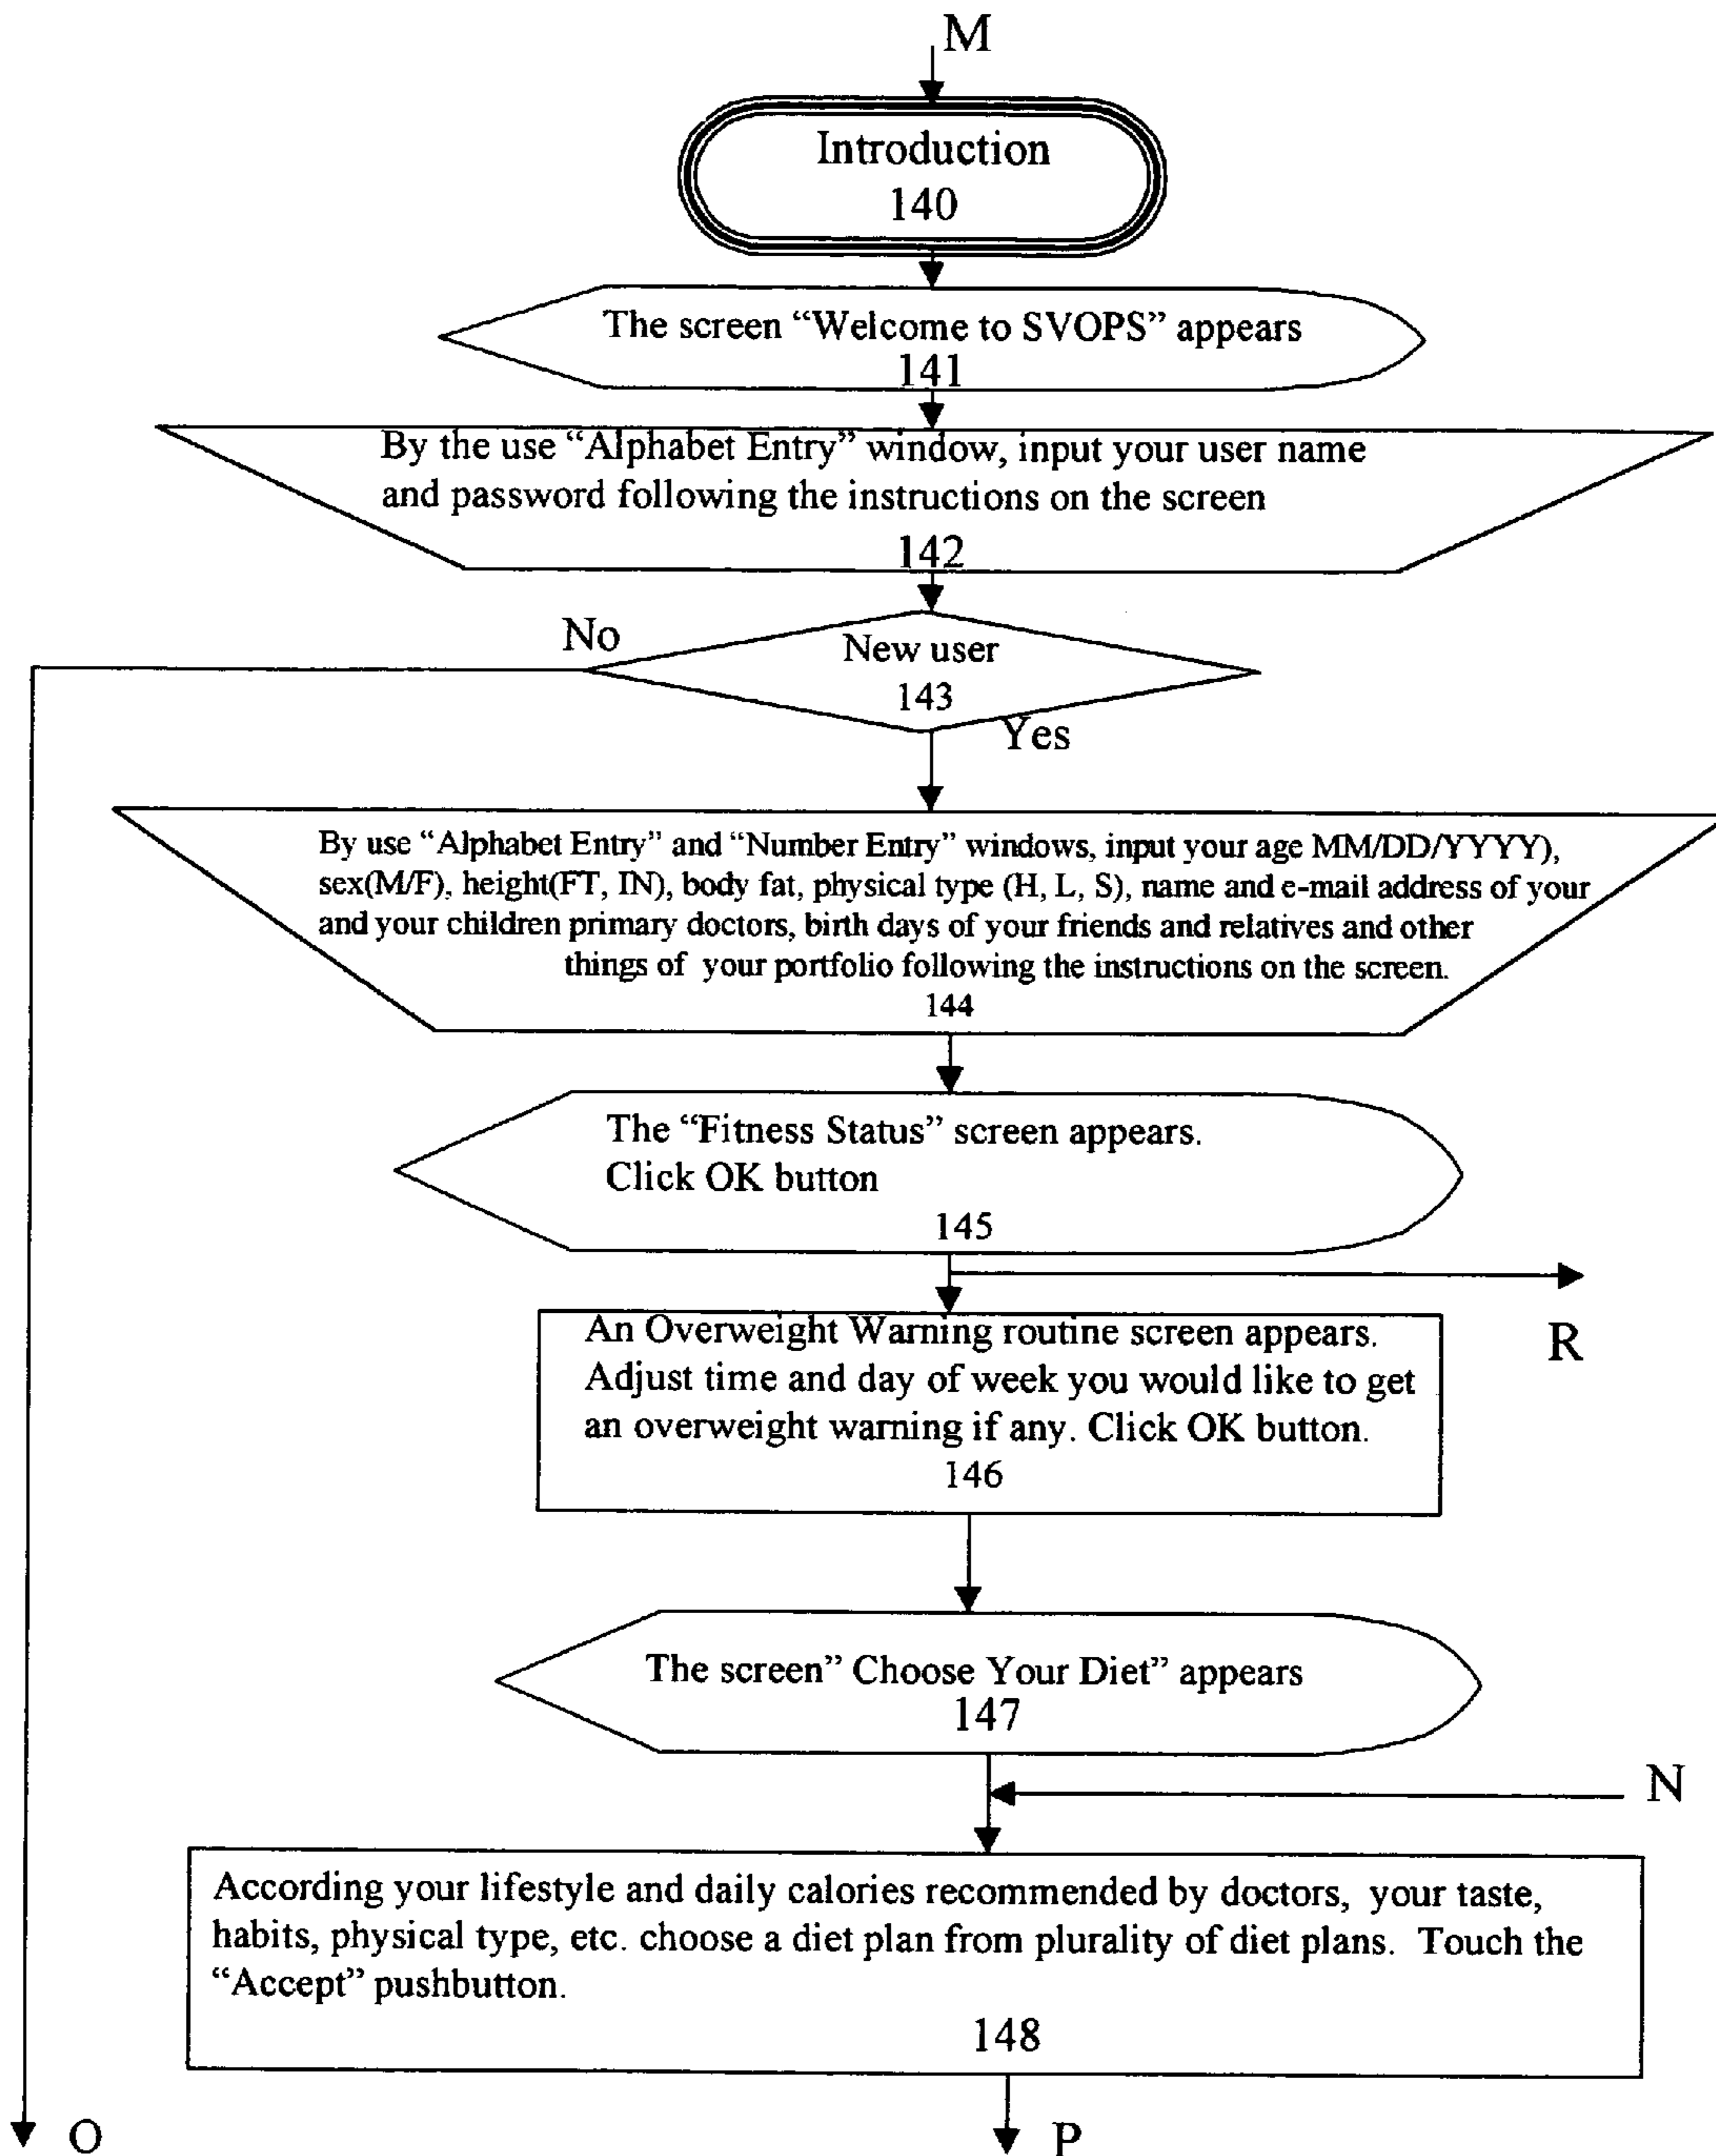 M
Introduction
140
The screen “Welcome to SVOPS” appears
141
By the use “Alphabet Entry” window, input your user name
and password following the instructions on the screen
142
No
New user
143
Yes
By use “Alphabet Entry” and “Number Entry” windows, input your age MM/DD/YYYY),
sex(M/F), height(FT, IN), body fat, physical type (H, L, S), name and e-mail address of your
and your children primary doctors, birth days of your friends and relatives and other
things of your portfolio following the instructions on the screen.
144
The “Fitness Status” screen appears.
Click OK button
145
R
An Overweight Warning routine screen appears.
Adjust time and day of week you would like to get
an overweight warning if any. Click OK button.
146
The screen” Choose Your Diet” appears
147
N
According your lifestyle and daily calories recommended by doctors, your taste,
habits, physical type, etc. choose a diet plan from plurality of diet plans. Touch the
“Accept” pushbutton.
148
O
P